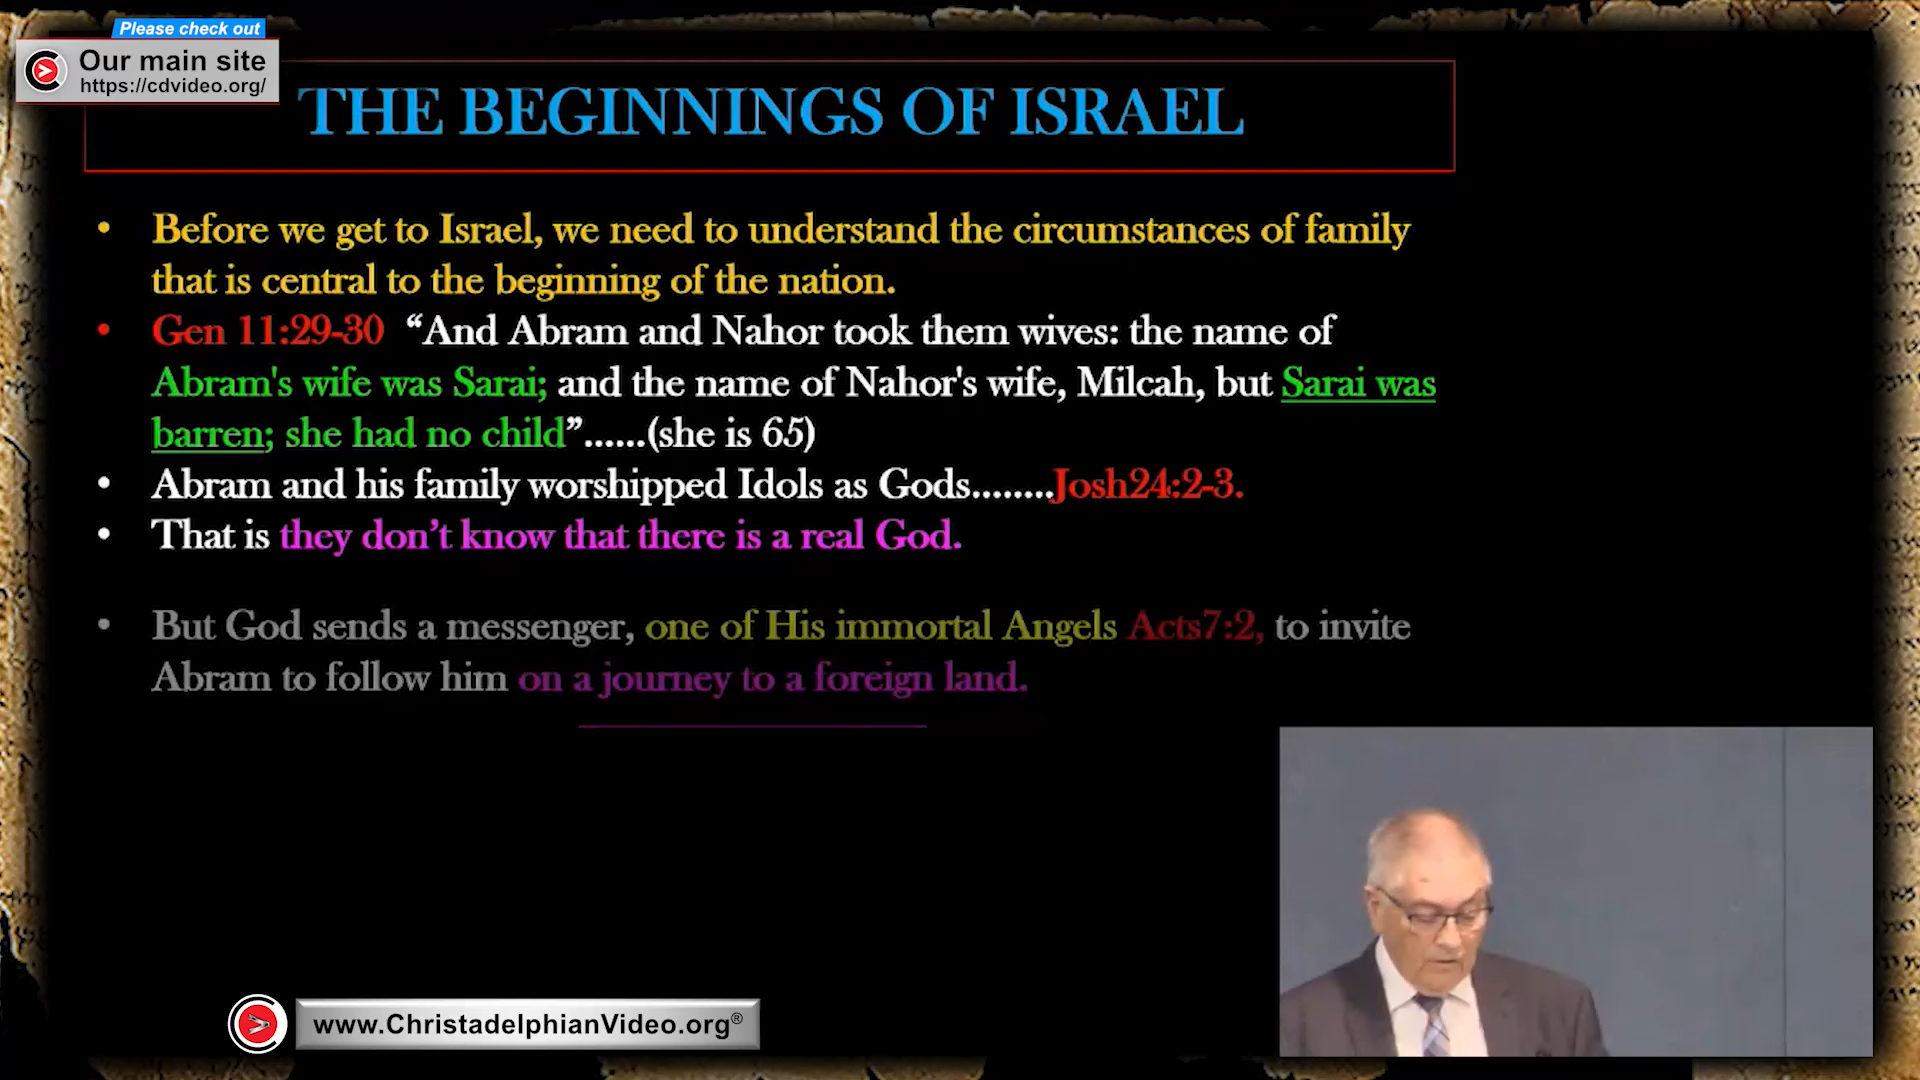 Please check out
Our main site
https://cdvideo.org/
THE BEGINNINGS OF ISRAEL
• Before we get to Israel, we need to understand the circumstances of family
that is central to the beginning of the nation.
• Gen 11:29-30 “And Abram and Nahor took them wives: the name of
Abram's wife was Sarai; and the name of Nahor's wife, Milcah, but Sarai was
barren; she had no child”......(she is 65)
• Abram and his family worshipped Idols as Gods........Josh24:2-3.
• That is they don’t know that there is a real God.
• But God sends a messenger, one of His immortal Angels Acts7:2, to invite
Abram to follow him on a journey to a foreign land.
www.ChristadelphianVideo.org®